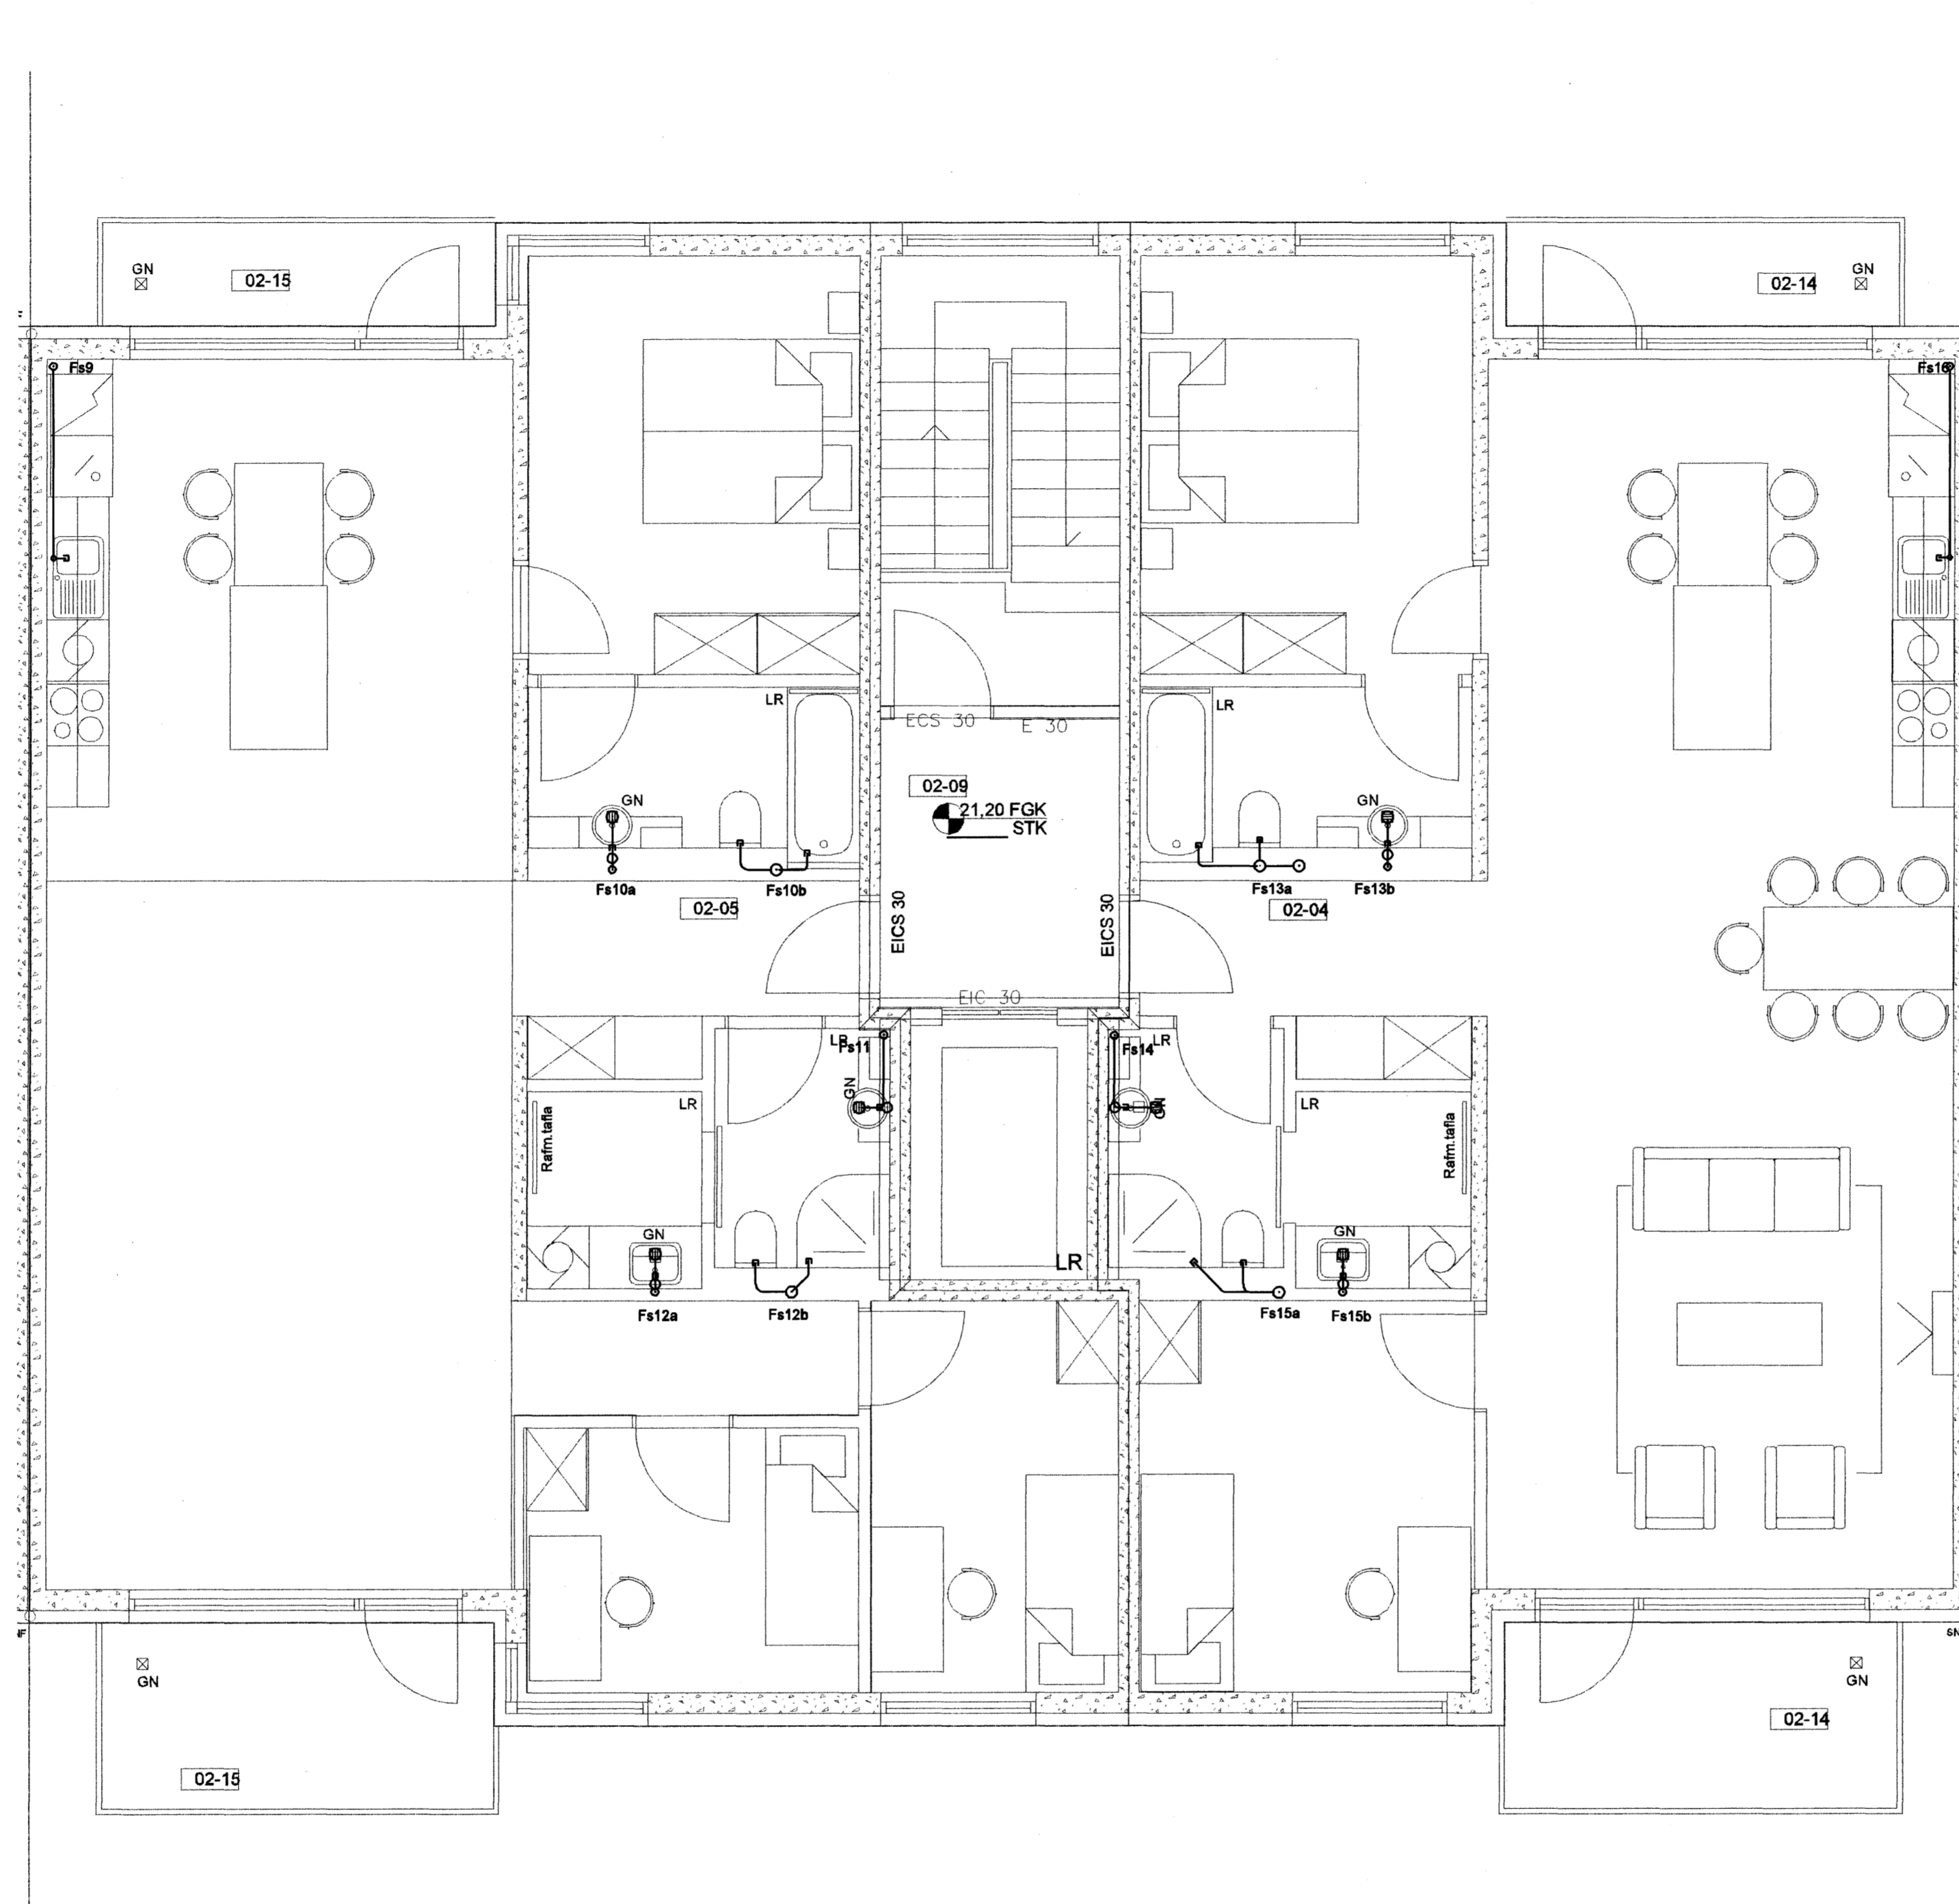 GN
02-15
02-14
GN
Fs9
Fs16
LR
LR
ECS 30
E 30
02-09
21,20 FGK
STK
GN
GN
Fs10a
Fs10b
Fs13a
Fs13b
02-05
02-04
EICS 30
EICS 30
EIC 30
LR
Fs11
Fs14
LR
GN
GN
LR
LR
Rafm.tafla
Rafm.tafla
GN
GN
LR
Fs12a
Fs12b
Fs15a
Fs15b
SN
GN
GN
02-14
02-15